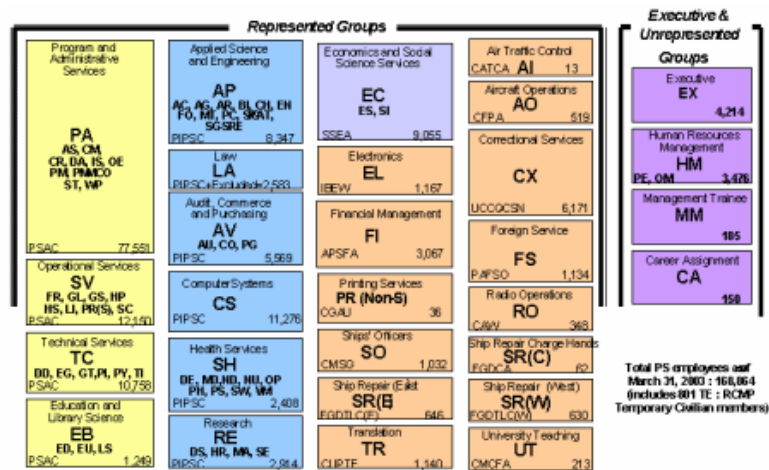 Represented Groups
Executive &
Unrepresented
Groups
Program and
Administrative
Services
PA
AS, CM,
CR, DA, IS, OE
PM, PM/MCO
ST, WP
PSAC 77,551
Operational Services
SV
FR, GL, GS, HP
HS, LI, PR(S), SC
PSAC 12,150
Technical Services
TC
DD, EG, GT, PI, PY, TI
PSAC 10,758
Education and
Library Science
EB
ED, EU, LS
PSAC 1,249
Applied Science
and Engineering
AP
AC, AG, AR, BI, CH, EN
FO, MT, PC, SG-PAT,
SG-SRE
PIPSC 8,347
Law
LA
PIPSC+Excluded=2,583
Audit, Commerce
and Purchasing
AV
AU, CO, PG
PIPSC 5,569
Computer Systems
CS
PIPSC 11,276
Health Services
SH
DE, MD, ND, NU, OP
PH, PS, SW, VM
PIPSC 2,408
Research
RE
DS, HR, MA, SE
PIPSC 2,914
Economics and Social
Science Services
EC
ES, SI
SSEA 9,055
Electronics
EL
IBEW 1,167
Financial Management
FI
APSFA 3,067
Printing Services
PR (Non-S)
CGAU 36
Ships' Officers
SO
CMSG 1,032
Ship Repair (East)
SR(E)
FGDTLC(E) 646
Translation
TR
CUPTE 1,140
Air Traffic Control
CATCA AI 13
Aircraft Operations
AO
CFPA 519
Correctional Services
CX
UCCOCSN 6,171
Foreign Service
FS
PAFSO 1,134
Radio Operations
RO
CAW 348
Ship Repair Charge Hands
SR(C)
FGDCA 62
Ship Repair (West)
SR(W)
FGDTLC(W) 630
University Teaching
UT
CMCFA 213
Executive
EX
4,214
Human Resources
Management
HM
PE, OM 3,476
Management Trainee
MM
185
Career Assignment
CA
150
Total PS employees as of
March 31, 2003 : 168,864
(includes 801 TE : RCMP
Temporary Civilian members)